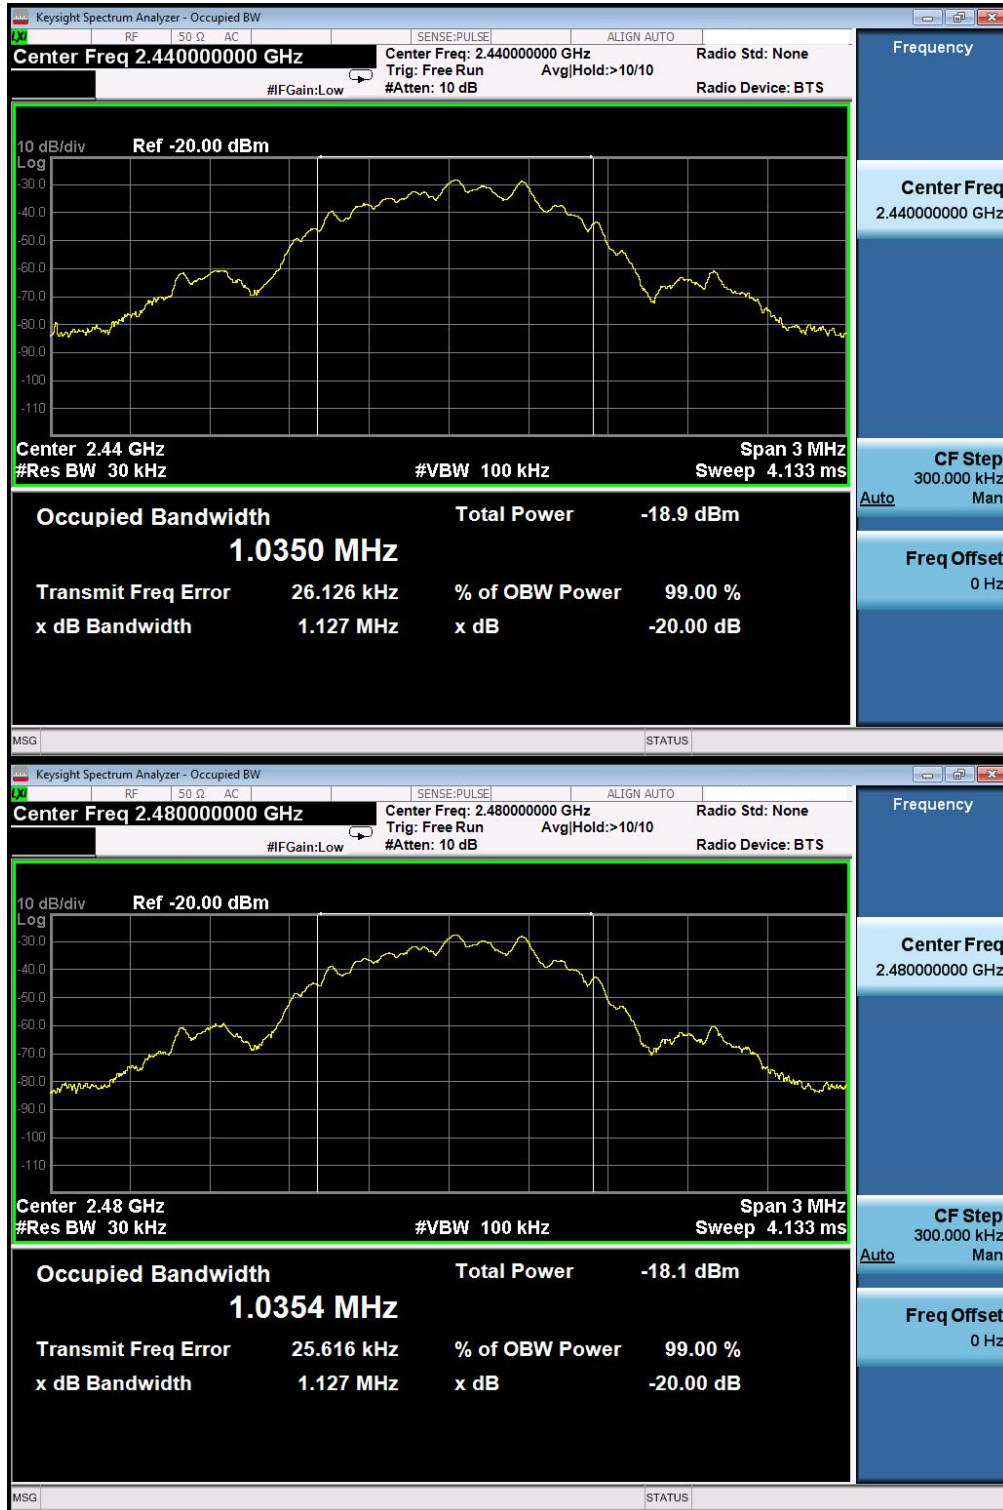 Keysight Spectrum Analyzer - Occupied BW
LXI RF 50 Ω AC SENSE:PULSE ALIGN AUTO
Center Freq 2.440000000 GHz
Center Freq: 2.440000000 GHz Radio Std: None
Trig: Free Run Avg|Hold:>10/10
#IFGain:Low #Atten: 10 dB Radio Device: BTS
10 dB/div Ref -20.00 dBm
Log
-30.0
-40.0
-50.0
-60.0
-70.0
-80.0
-90.0
-100
-110
Center 2.44 GHz Span 3 MHz
#Res BW 30 kHz #VBW 100 kHz Sweep 4.133 ms
Occupied Bandwidth Total Power -18.9 dBm
1.0350 MHz
Transmit Freq Error 26.126 kHz % of OBW Power 99.00 %
x dB Bandwidth 1.127 MHz x dB -20.00 dB
MSG STATUS
Frequency
Center Freq
2.440000000 GHz
CF Step
300.000 kHz
Auto Man
Freq Offset
0 Hz
Keysight Spectrum Analyzer - Occupied BW
LXI RF 50 Ω AC SENSE:PULSE ALIGN AUTO
Center Freq 2.480000000 GHz
Center Freq: 2.480000000 GHz Radio Std: None
Trig: Free Run Avg|Hold:>10/10
#IFGain:Low #Atten: 10 dB Radio Device: BTS
10 dB/div Ref -20.00 dBm
Log
-30.0
-40.0
-50.0
-60.0
-70.0
-80.0
-90.0
-100
-110
Center 2.48 GHz Span 3 MHz
#Res BW 30 kHz #VBW 100 kHz Sweep 4.133 ms
Occupied Bandwidth Total Power -18.1 dBm
1.0354 MHz
Transmit Freq Error 25.616 kHz % of OBW Power 99.00 %
x dB Bandwidth 1.127 MHz x dB -20.00 dB
MSG STATUS
Frequency
Center Freq
2.480000000 GHz
CF Step
300.000 kHz
Auto Man
Freq Offset
0 Hz